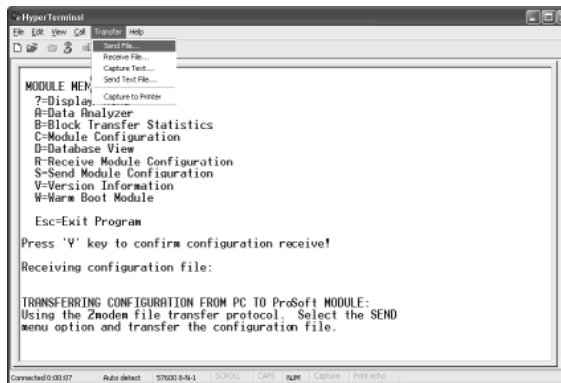 HyperTerminal
File Edit View Call Transfer Help
Send File...
Receive File...
Capture Text...
Send Text File...
Capture to Printer
MODULE MEN
?=Display
A=Data Analyzer
B=Block Transfer Statistics
C=Module Configuration
D=Database View
R=Receive Module Configuration
S=Send Module Configuration
V=Version Information
W=Warm Boot Module
Esc=Exit Program
Press 'Y' key to confirm configuration receive!
Receiving configuration file:
TRANSFERRING CONFIGURATION FROM PC TO ProSoft MODULE:
Using the Zmodem file transfer protocol. Select the SEND
menu option and transfer the configuration file.
Connected 0:00:07 Auto detect 57600 8-N-1 SCROLL CAPS NUM Capture Print echo